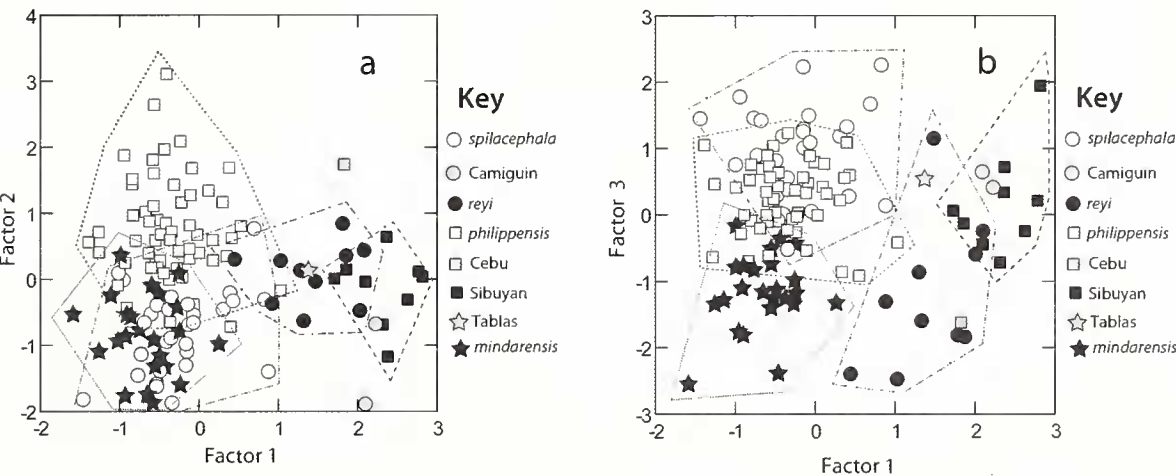 a
Key
spilacephala
Camiguin
reyi
philippensis
Cebu
Sibuyan
Tablas
mindarensis
4
3
2
1
0
-1
-2
Factor 2
-2
-1
0
1
2
3
Factor 1
b
Key
spilacephala
Camiguin
reyi
philippensis
Cebu
Sibuyan
Tablas
mindarensis
3
2
1
0
-1
-2
-3
Factor 3
-2
-1
0
1
2
3
Factor 1